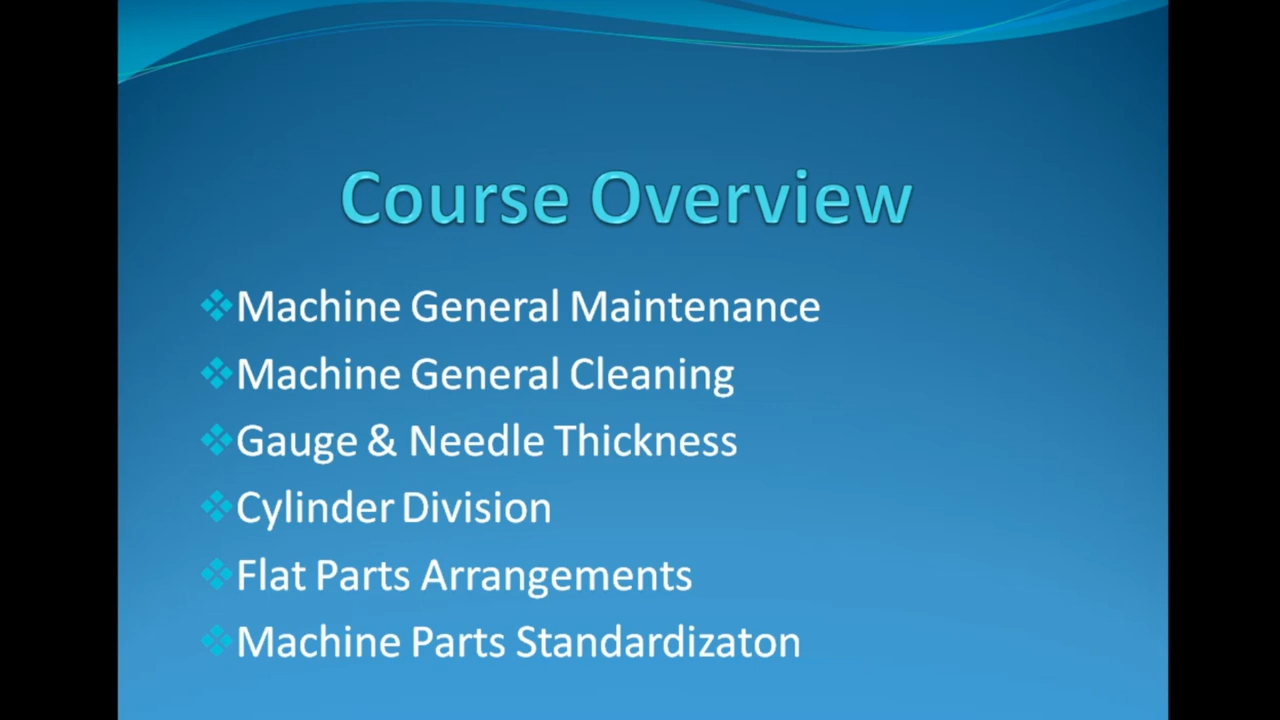 Course Overview
Machine General Maintenance
Machine General Cleaning
Gauge & Needle Thickness
Cylinder Division
Flat Parts Arrangements
Machine Parts Standardizaton